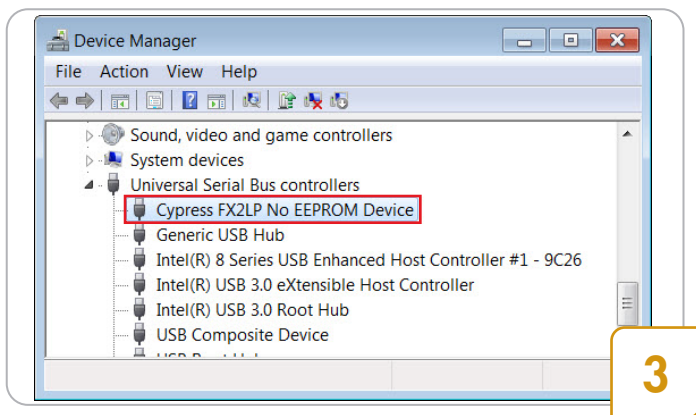 Device Manager
File Action View Help
Sound, video and game controllers
System devices
Universal Serial Bus controllers
Cypress FX2LP No EEPROM Device
Generic USB Hub
Intel(R) 8 Series USB Enhanced Host Controller #1 - 9C26
Intel(R) USB 3.0 eXtensible Host Controller
Intel(R) USB 3.0 Root Hub
USB Composite Device
3